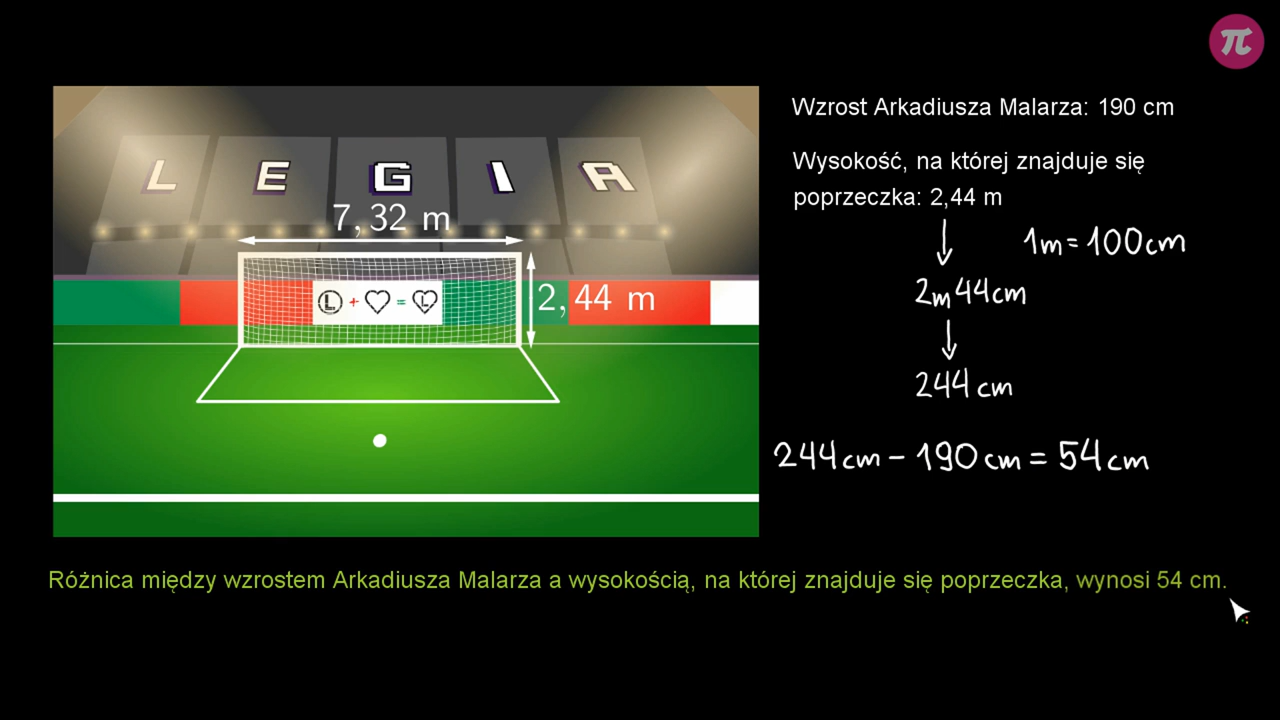 π
LEGIA
7,32 m
L + ♡ = L
2,44 m
Wzrost Arkadiusza Malarza: 190 cm
Wysokość, na której znajduje się
poprzeczka: 2,44 m
1m = 100cm
2m 44cm
244 cm
244 cm - 190 cm = 54 cm
Różnica między wzrostem Arkadiusza Malarza a wysokością, na której znajduje się poprzeczka, wynosi 54 cm.